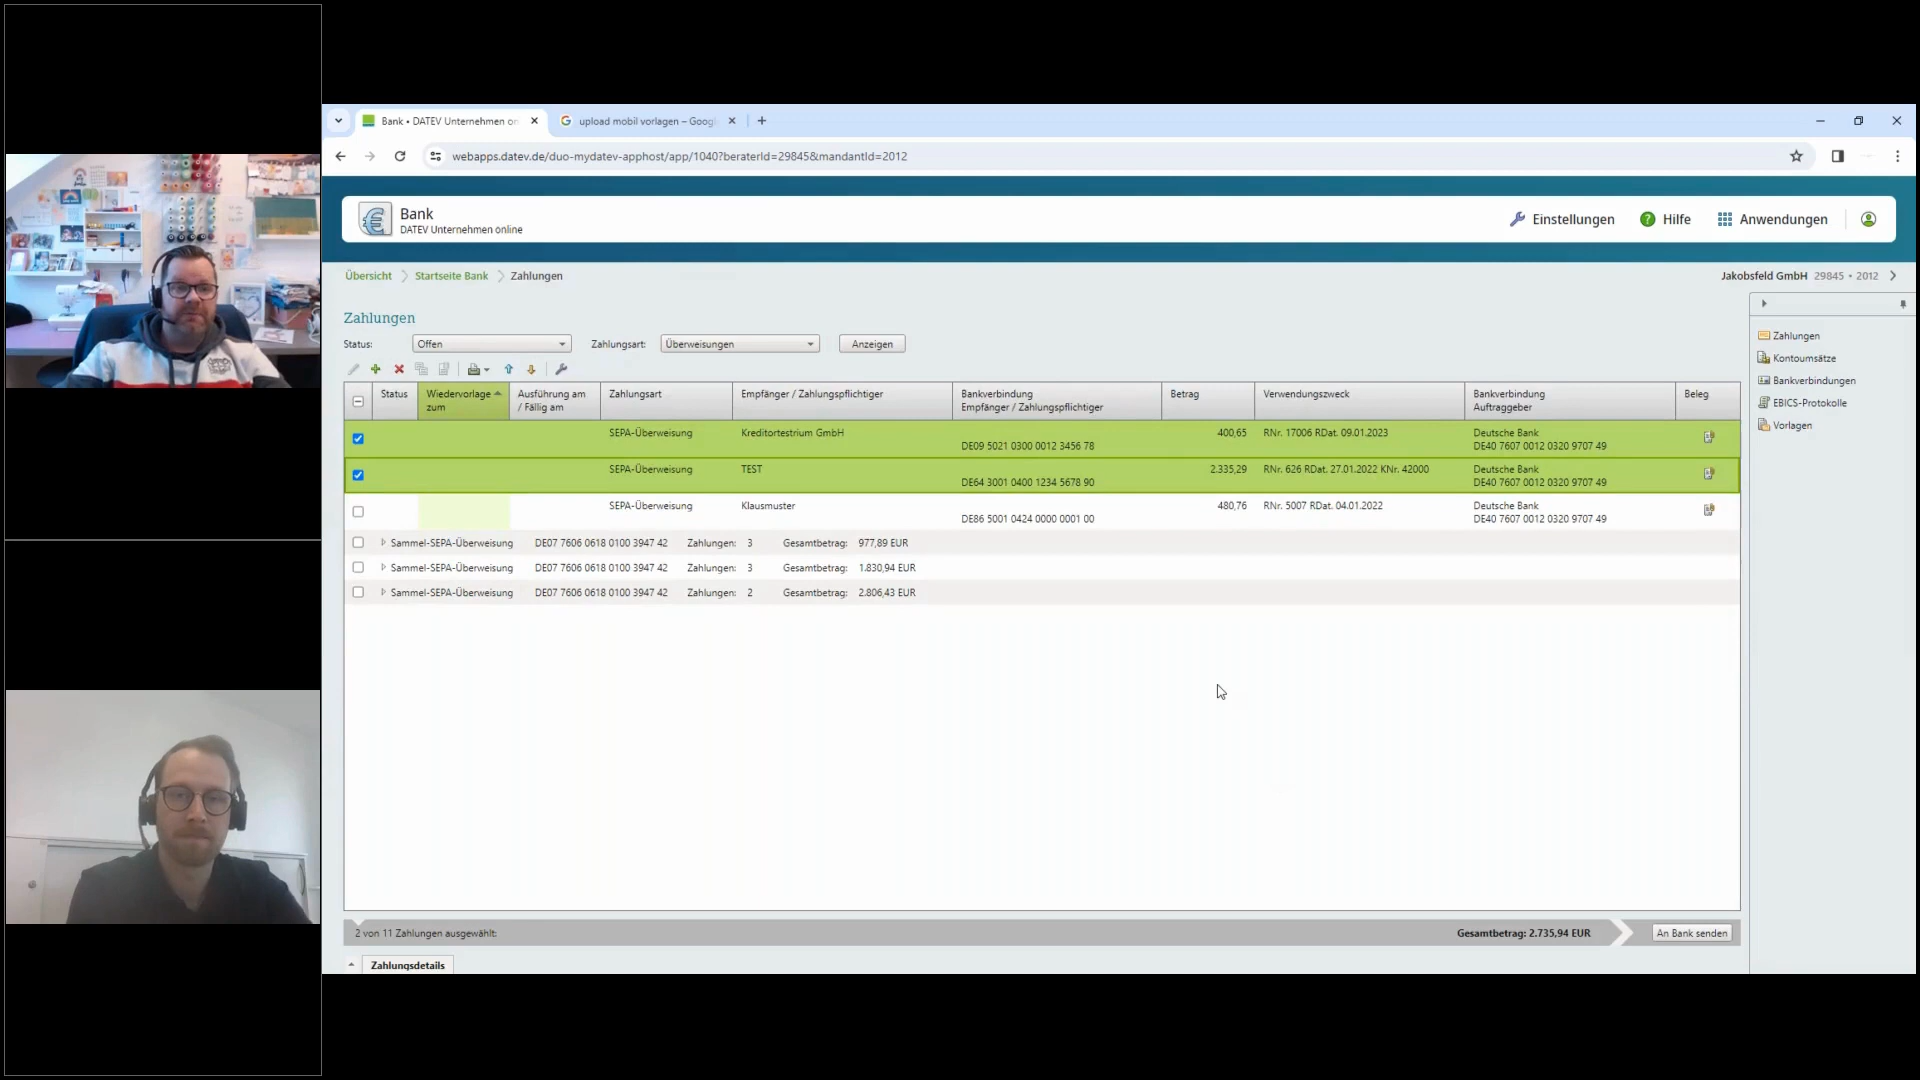 Bank • DATEV Unternehmen on
upload mobil vorlagen – Googl
webapps.datev.de/duo-mydatev-apphost/app/1040?beraterId=29845&mandantId=2012
Bank
DATEV Unternehmen online
Einstellungen
Hilfe
Anwendungen
Übersicht
Startseite Bank
Zahlungen
Jakobsfeld GmbH 29845 • 2012
Zahlungen
Status: Offen
Zahlungsart: Überweisungen
Anzeigen
Status
Wiedervorlage zum
Ausführung am / Fällig am
Zahlungsart
Empfänger / Zahlungspflichtiger
Bankverbindung Empfänger / Zahlungspflichtiger
Betrag
Verwendungszweck
Bankverbindung Auftraggeber
Beleg
SEPA-Überweisung Kreditortestrium GmbH 400,65 RNr. 17006 RDat. 09.01.2023 Deutsche Bank
DE09 5021 0300 0012 3456 78 DE40 7607 0012 0320 9707 49
SEPA-Überweisung TEST 2.335,29 RNr. 626 RDat. 27.01.2022 KNr. 42000 Deutsche Bank
DE64 3001 0400 1234 5678 90 DE40 7607 0012 0320 9707 49
SEPA-Überweisung Klausmuster 480,76 RNr. 5007 RDat. 04.01.2022 Deutsche Bank
DE86 5001 0424 0000 0001 00 DE40 7607 0012 0320 9707 49
Sammel-SEPA-Überweisung DE07 7606 0618 0100 3947 42 Zahlungen: 3 Gesamtbetrag: 977,89 EUR
Sammel-SEPA-Überweisung DE07 7606 0618 0100 3947 42 Zahlungen: 3 Gesamtbetrag: 1.830,94 EUR
Sammel-SEPA-Überweisung DE07 7606 0618 0100 3947 42 Zahlungen: 2 Gesamtbetrag: 2.806,43 EUR
2 von 11 Zahlungen ausgewählt:
Gesamtbetrag: 2.735,94 EUR
An Bank senden
Zahlungsdetails
Zahlungen
Kontoumsätze
Bankverbindungen
EBICS-Protokolle
Vorlagen